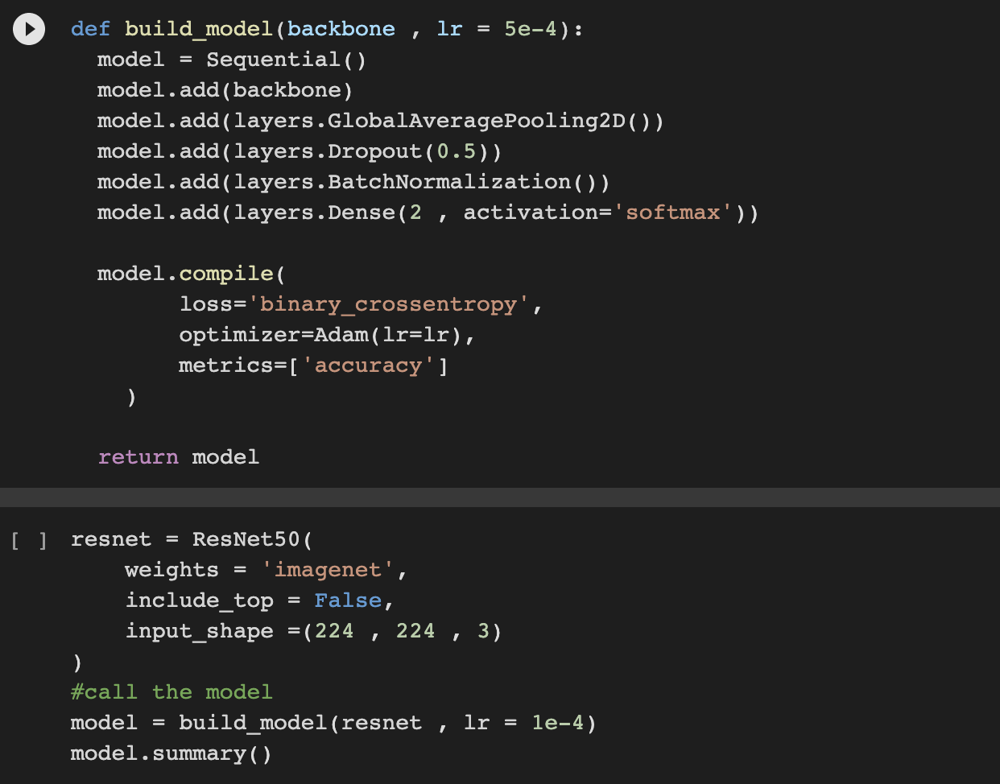 def build_model(backbone , lr = 5e-4):
  model = Sequential()
  model.add(backbone)
  model.add(layers.GlobalAveragePooling2D())
  model.add(layers.Dropout(0.5))
  model.add(layers.BatchNormalization())
  model.add(layers.Dense(2 , activation='softmax'))
  model.compile(
        loss='binary_crossentropy',
        optimizer=Adam(lr=lr),
        metrics=['accuracy']
    )
  return model
[ ] resnet = ResNet50(
    weights = 'imagenet',
    include_top = False,
    input_shape =(224 , 224 , 3)
)
#call the model
model = build_model(resnet , lr = 1e-4)
model.summary()